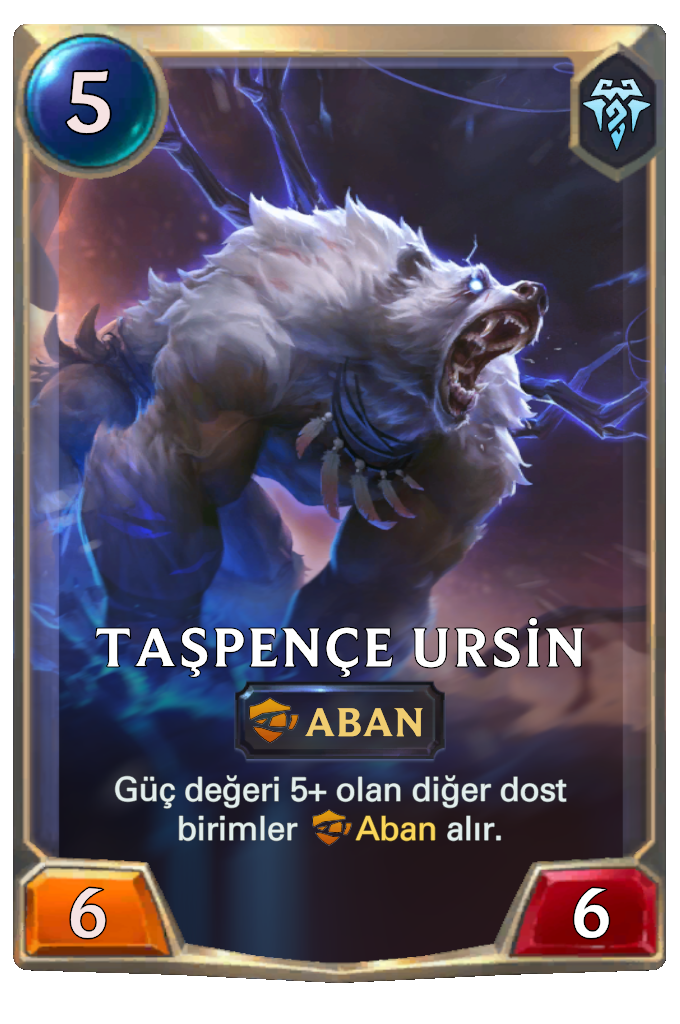 5
TAŞPENÇE URSİN
ABAN
Güç değeri 5+ olan diğer dost
birimler Aban alır.
6
6